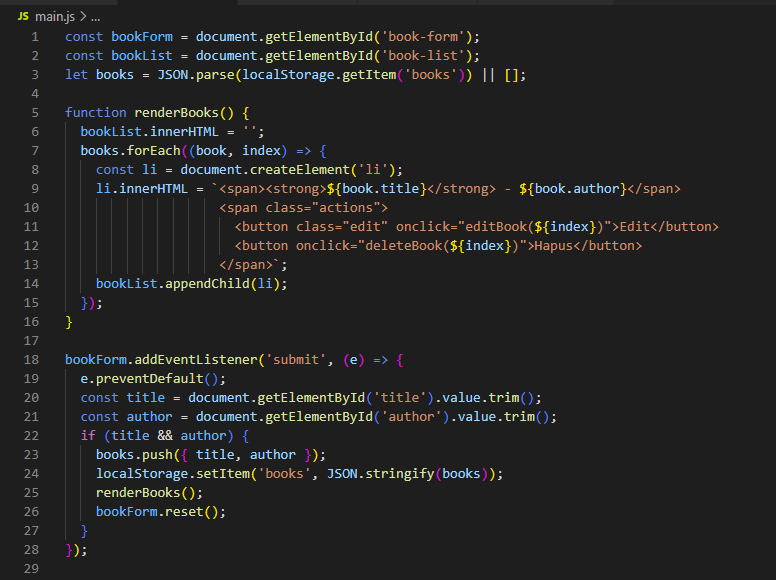 JS main.js > ...
1 const bookForm = document.getElementById('book-form');
2 const bookList = document.getElementById('book-list');
3 let books = JSON.parse(localStorage.getItem('books')) || [];
4
5 function renderBooks() {
6   bookList.innerHTML = '';
7   books.forEach((book, index) => {
8     const li = document.createElement('li');
9     li.innerHTML = `<span><strong>${book.title}</strong> - ${book.author}</span>
10                     <span class="actions">
11                       <button class="edit" onclick="editBook(${index})">Edit</button>
12                       <button onclick="deleteBook(${index})">Hapus</button>
13                     </span>`;
14     bookList.appendChild(li);
15   });
16 }
17
18 bookForm.addEventListener('submit', (e) => {
19   e.preventDefault();
20   const title = document.getElementById('title').value.trim();
21   const author = document.getElementById('author').value.trim();
22   if (title && author) {
23     books.push({ title, author });
24     localStorage.setItem('books', JSON.stringify(books));
25     renderBooks();
26     bookForm.reset();
27   }
28 });
29